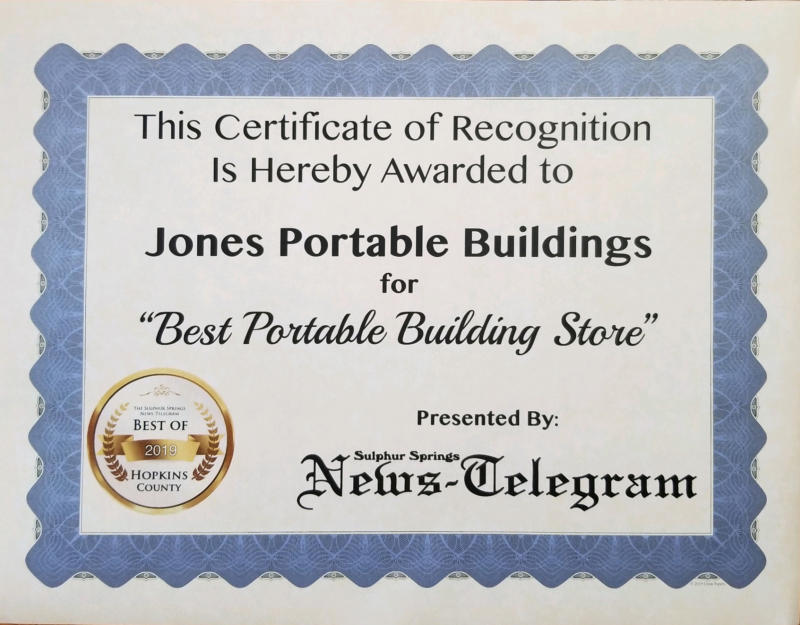 This Certificate of Recognition
Is Hereby Awarded to
Jones Portable Buildings
for
“Best Portable Building Store”
Presented By:
Sulphur Springs
News-Telegram
THE SULPHUR SPRINGS
NEWS TELEGRAM
BEST OF
2019
HOPKINS
COUNTY